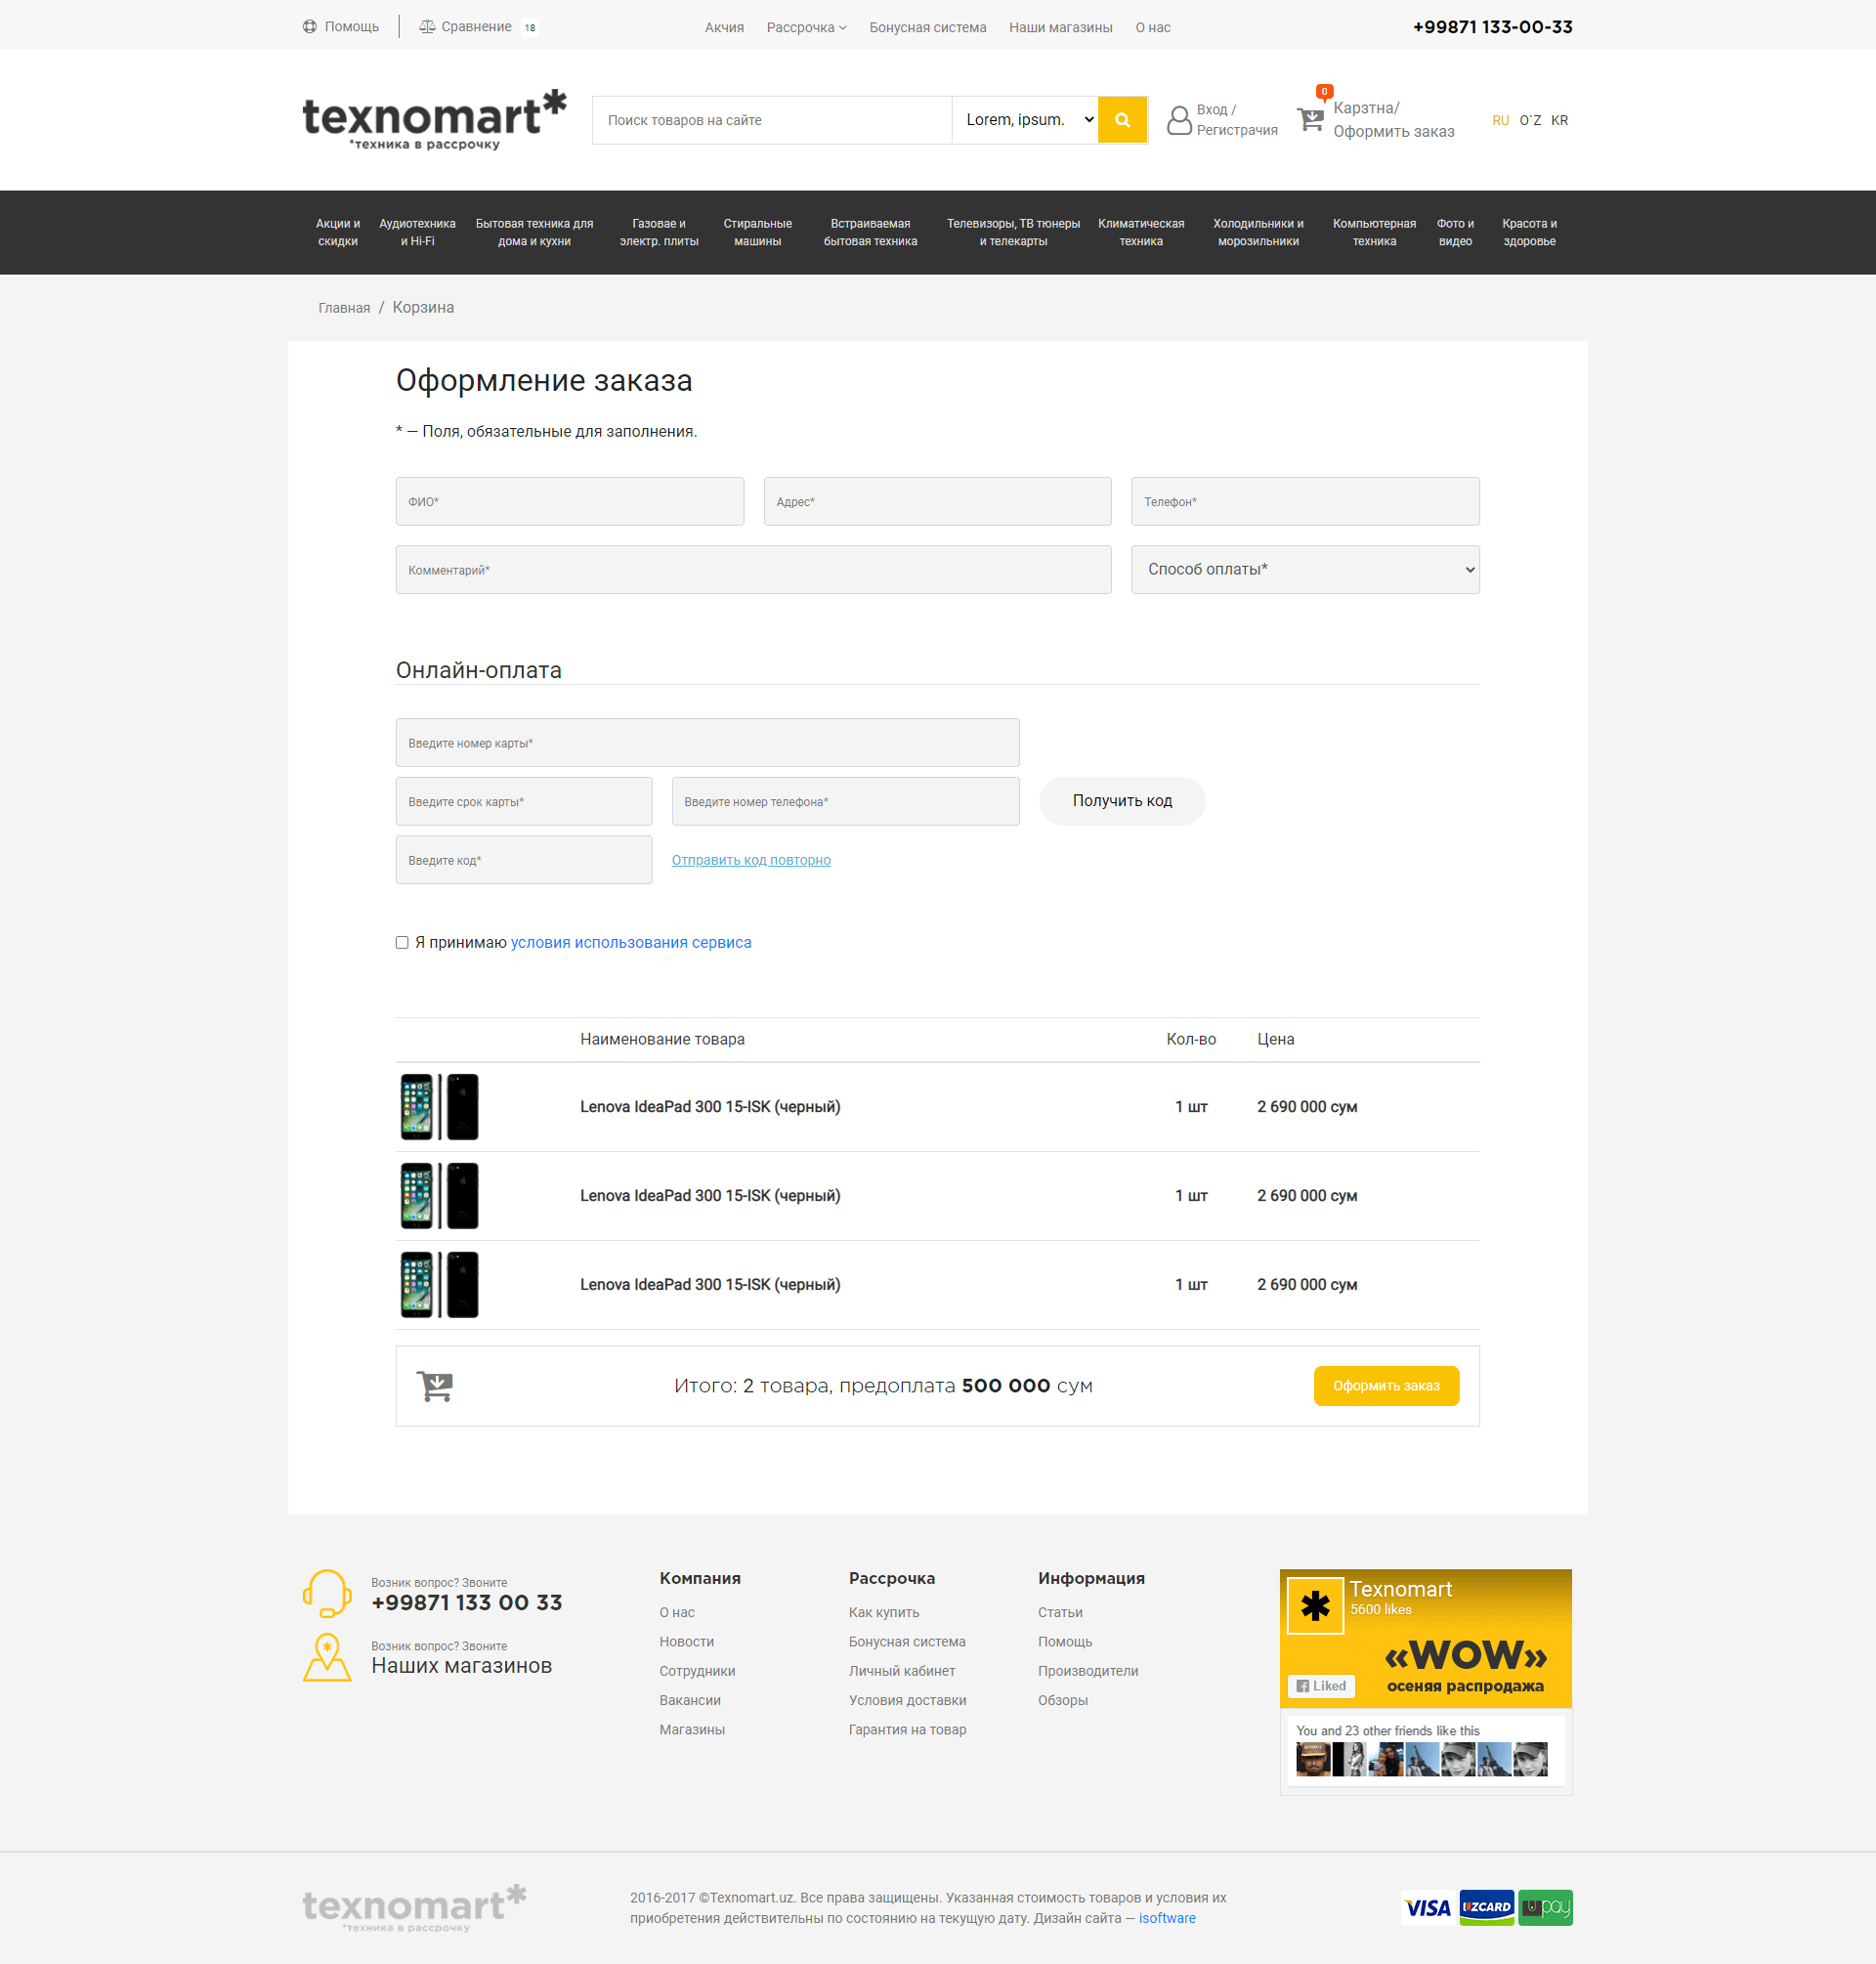 Помощь
Сравнение 18
Акчия Рассрочка Бонусная система Наши магазины О нас
+99871 133-00-33
texnomart*
*техника в рассрочку
Поиск товаров на сайте
Lorem, ipsum.
Вход /
Регистрачия
0
Карзтна/
Оформить заказ
RU O`Z KR
Акции и скидки
Аудиотехника и Hi-Fi
Бытовая техника для дома и кухни
Газовае и электр. плиты
Стиральные машины
Встраиваемая бытовая техника
Телевизоры, ТВ тюнеры и телекарты
Климатическая техника
Холодильники и морозильники
Компьютерная техника
Фото и видео
Красота и здоровье
Главная / Корзина
Оформление заказа
* — Поля, обязательные для заполнения.
ФИО*
Адрес*
Телефон*
Комментарий*
Способ оплаты*
Онлайн-оплата
Введите номер карты*
Введите срок карты*
Введите номер телефона*
Получить код
Введите код*
Отправить код повторно
Я принимаю условия использования сервиса
Наименование товара Кол-во Цена
Lenova IdeaPad 300 15-ISK (черный) 1 шт 2 690 000 сум
Lenova IdeaPad 300 15-ISK (черный) 1 шт 2 690 000 сум
Lenova IdeaPad 300 15-ISK (черный) 1 шт 2 690 000 сум
Итого: 2 товара, предоплата 500 000 сум
Оформить заказ
Возник вопрос? Звоните
+99871 133 00 33
Возник вопрос? Звоните
Наших магазинов
Компания
О нас
Новости
Сотрудники
Вакансии
Магазины
Рассрочка
Как купить
Бонусная система
Личный кабинет
Условия доставки
Гарантия на товар
Информация
Статьи
Помощь
Производители
Обзоры
Texnomart
5600 likes
«WOW»
осеняя распродажа
Liked
You and 23 other friends like this
texnomart*
*техника в рассрочку
2016-2017 ©Texnomart.uz. Все права защищены. Указанная стоимость товаров и условия их
приобретения действительны по состоянию на текущую дату. Дизайн сайта — isoftware
VISA
UZCARD
upay